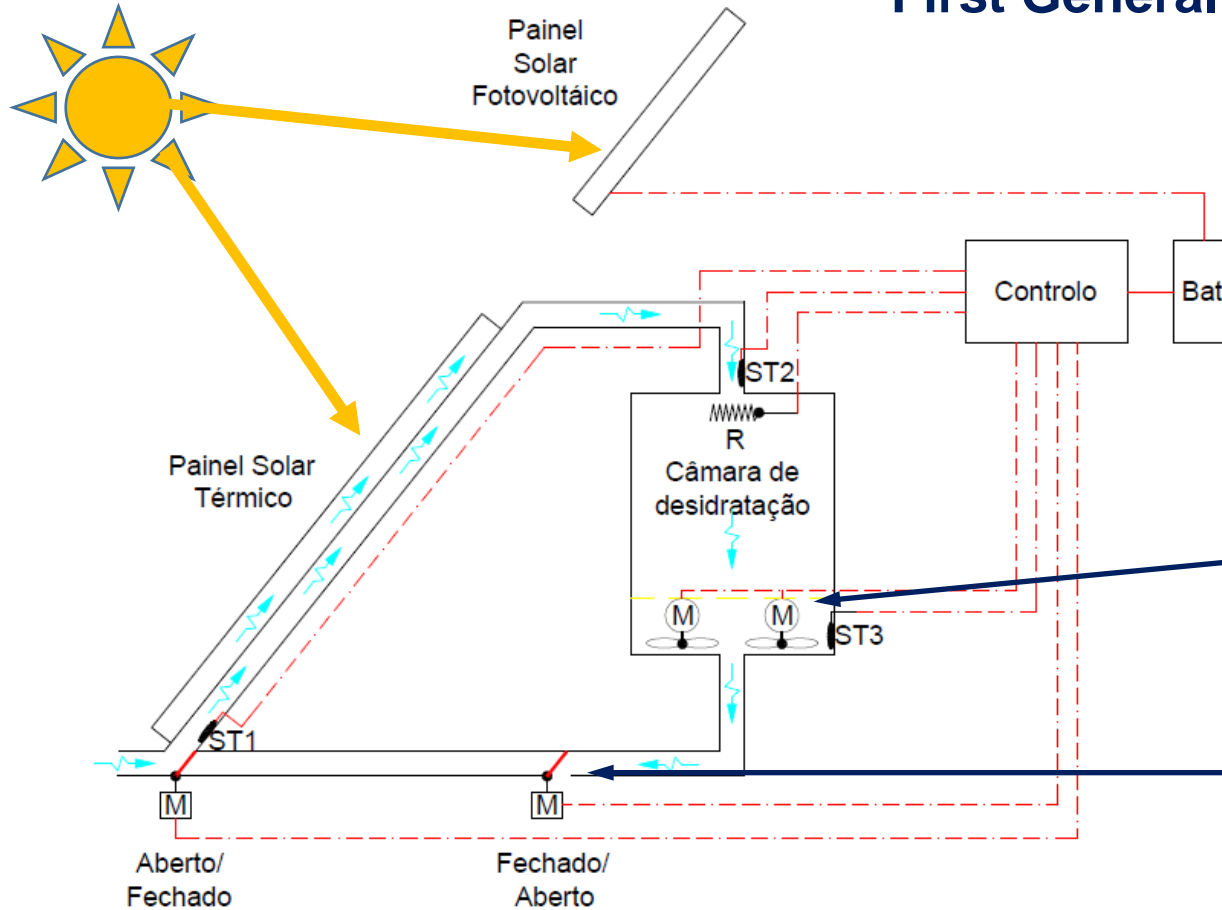 First General
Painel
Solar
Fotovoltáico
Controlo
Bat
ST2
R
Câmara de
desidratação
Painel Solar
Térmico
M
M
ST3
ST1
M
M
Aberto/
Fechado
Fechado/
Aberto